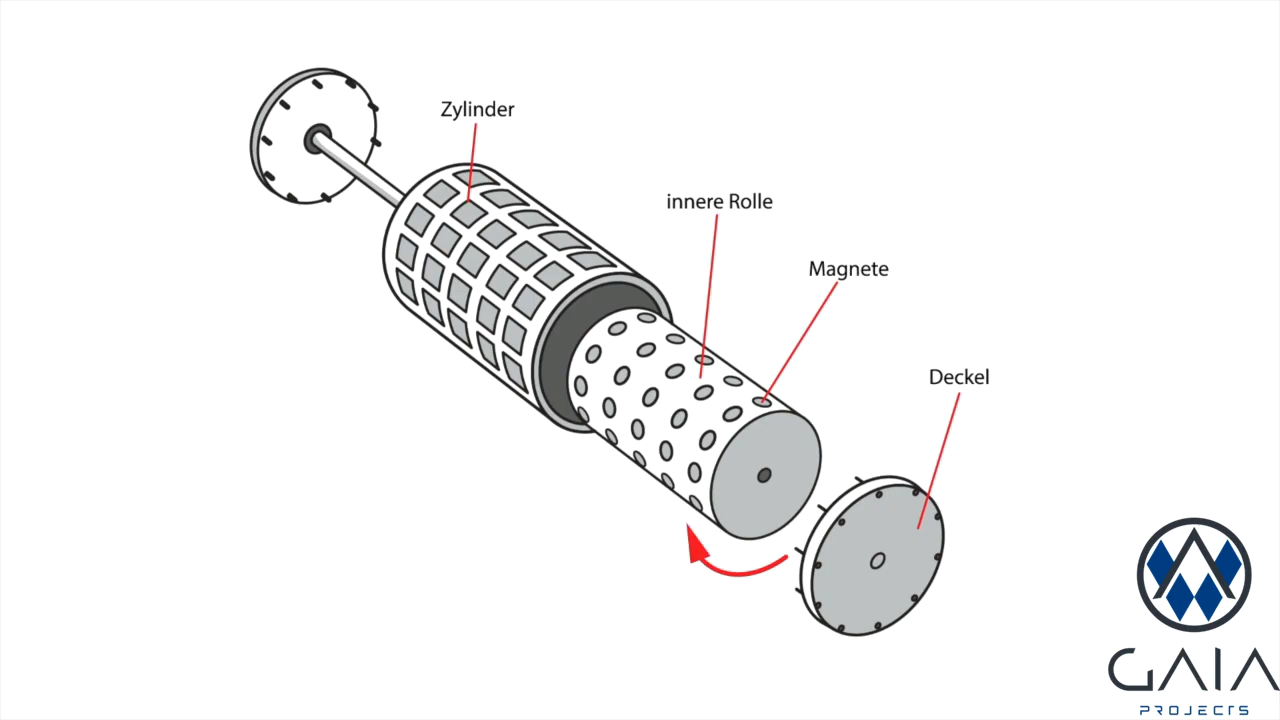 Zylinder
innere Rolle
Magnete
Deckel
GAIA
PROJECTS